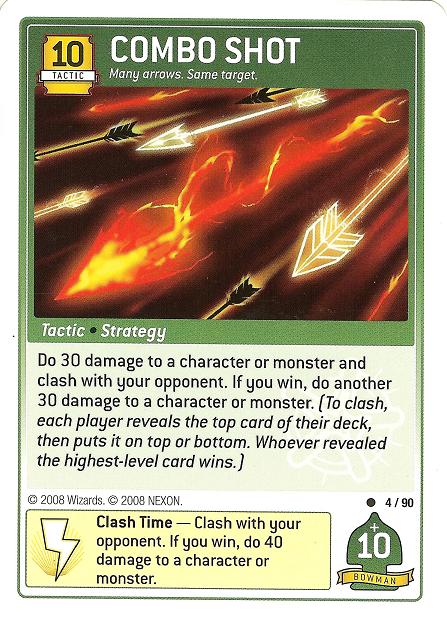 10
TACTIC
COMBO SHOT
Many arrows. Same target.
Tactic • Strategy
Do 30 damage to a character or monster and
clash with your opponent. If you win, do another
30 damage to a character or monster. (To clash,
each player reveals the top card of their deck,
then puts it on top or bottom. Whoever revealed
the highest-level card wins.)
© 2008 Wizards. © 2008 NEXON.
● 4 / 90
Clash Time — Clash with your
opponent. If you win, do 40
damage to a character or
monster.
+
10
BOWMAN